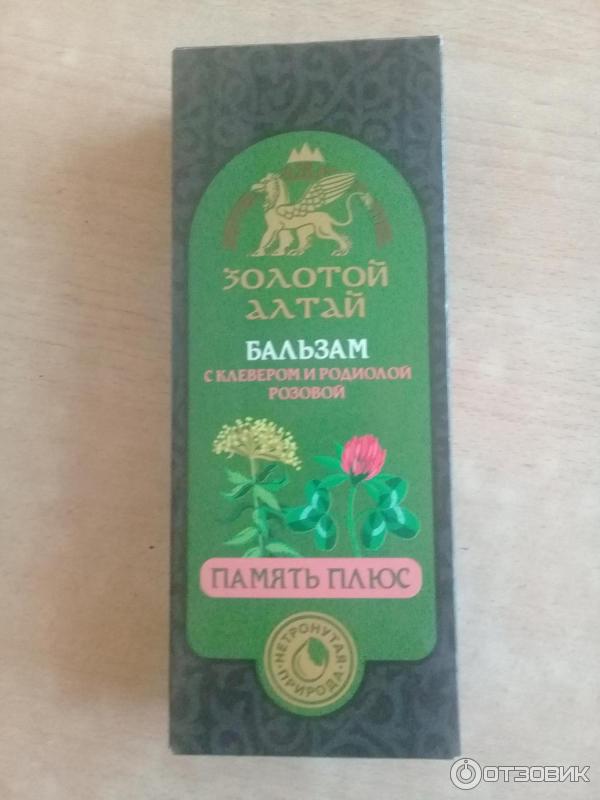 ЗОЛОТОЙ
АЛТАЙ
БАЛЬЗАМ
С КЛЕВЕРОМ И РОДИОЛОЙ
РОЗОВОЙ
ПАМЯТЬ ПЛЮС
НЕТРОНУТАЯ
ПРИРОДА
ОТЗОВИК